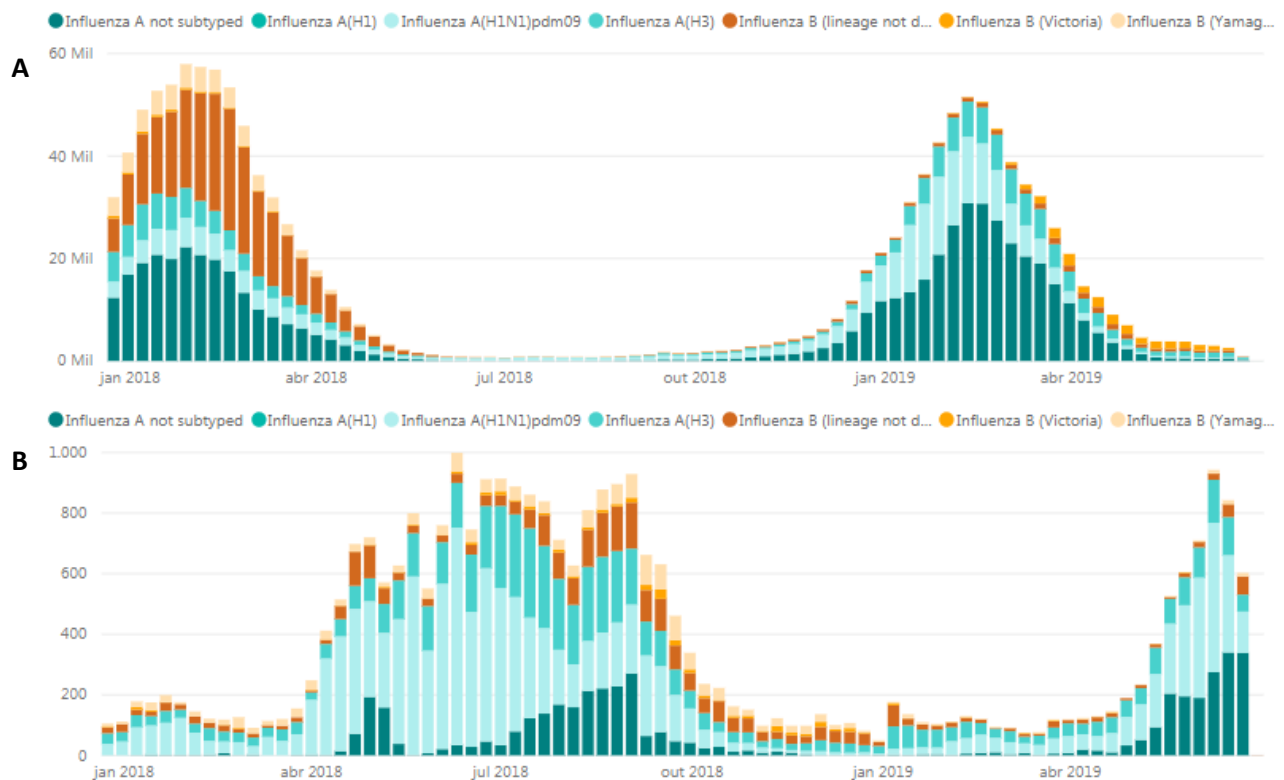 Influenza A not subtyped Influenza A(H1) Influenza A(H1N1)pdm09 Influenza A(H3) Influenza B (lineage not d... Influenza B (Victoria) Influenza B (Yamag...
A
60 Mil
40 Mil
20 Mil
0 Mil
jan 2018 abr 2018 jul 2018 out 2018 jan 2019 abr 2019
Influenza A not subtyped Influenza A(H1) Influenza A(H1N1)pdm09 Influenza A(H3) Influenza B (lineage not d... Influenza B (Victoria) Influenza B (Yamag...
B
1.000
800
600
400
200
0
jan 2018 abr 2018 jul 2018 out 2018 jan 2019 abr 2019